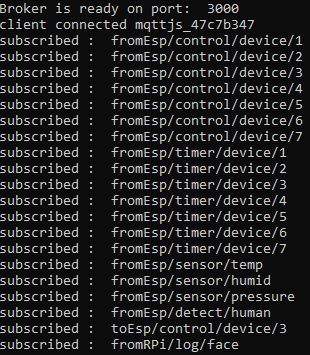 Broker is ready on port:  3000
client connected mqttjs_47c7b347
subscribed :  fromEsp/control/device/1
subscribed :  fromEsp/control/device/2
subscribed :  fromEsp/control/device/3
subscribed :  fromEsp/control/device/4
subscribed :  fromEsp/control/device/5
subscribed :  fromEsp/control/device/6
subscribed :  fromEsp/control/device/7
subscribed :  fromEsp/timer/device/1
subscribed :  fromEsp/timer/device/2
subscribed :  fromEsp/timer/device/3
subscribed :  fromEsp/timer/device/4
subscribed :  fromEsp/timer/device/5
subscribed :  fromEsp/timer/device/6
subscribed :  fromEsp/timer/device/7
subscribed :  fromEsp/sensor/temp
subscribed :  fromEsp/sensor/humid
subscribed :  fromEsp/sensor/pressure
subscribed :  fromEsp/detect/human
subscribed :  toEsp/control/device/3
subscribed :  fromRPi/log/face